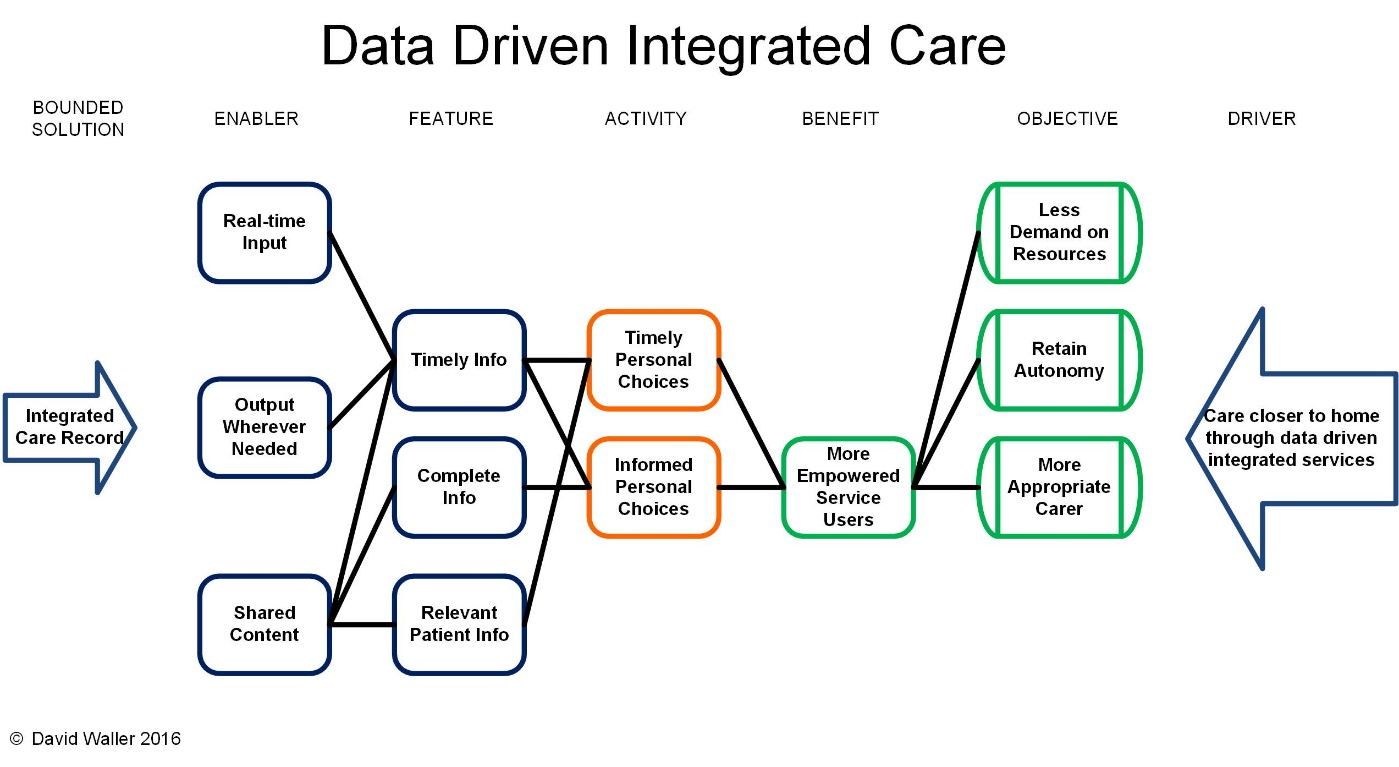 Data Driven Integrated Care
BOUNDED
SOLUTION
ENABLER
FEATURE
ACTIVITY
BENEFIT
OBJECTIVE
DRIVER
Integrated
Care Record
Real-time
Input
Output
Wherever
Needed
Shared
Content
Timely Info
Complete
Info
Relevant
Patient Info
Timely
Personal
Choices
Informed
Personal
Choices
More
Empowered
Service
Users
Less
Demand on
Resources
Retain
Autonomy
More
Appropriate
Carer
Care closer to home
through data driven
integrated services
© David Waller 2016